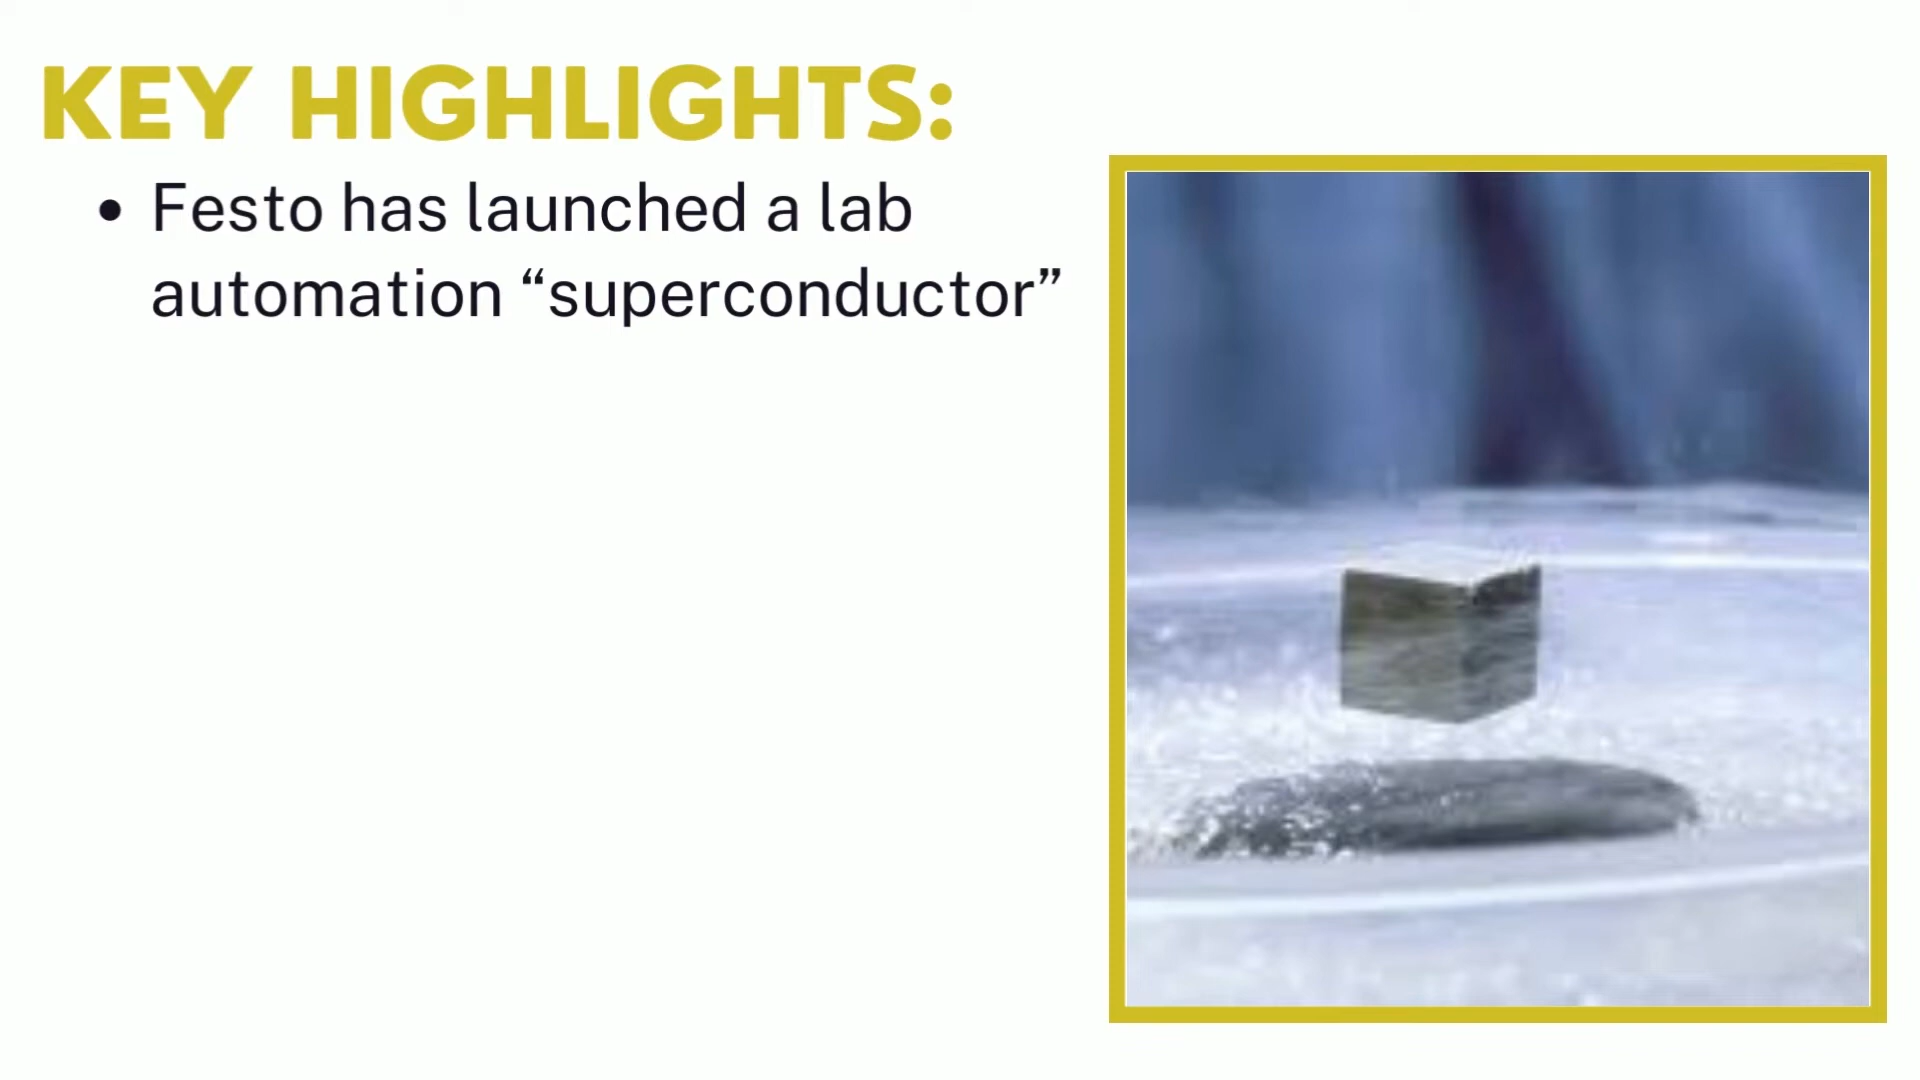 KEY HIGHLIGHTS:
• Festo has launched a lab
automation “superconductor”